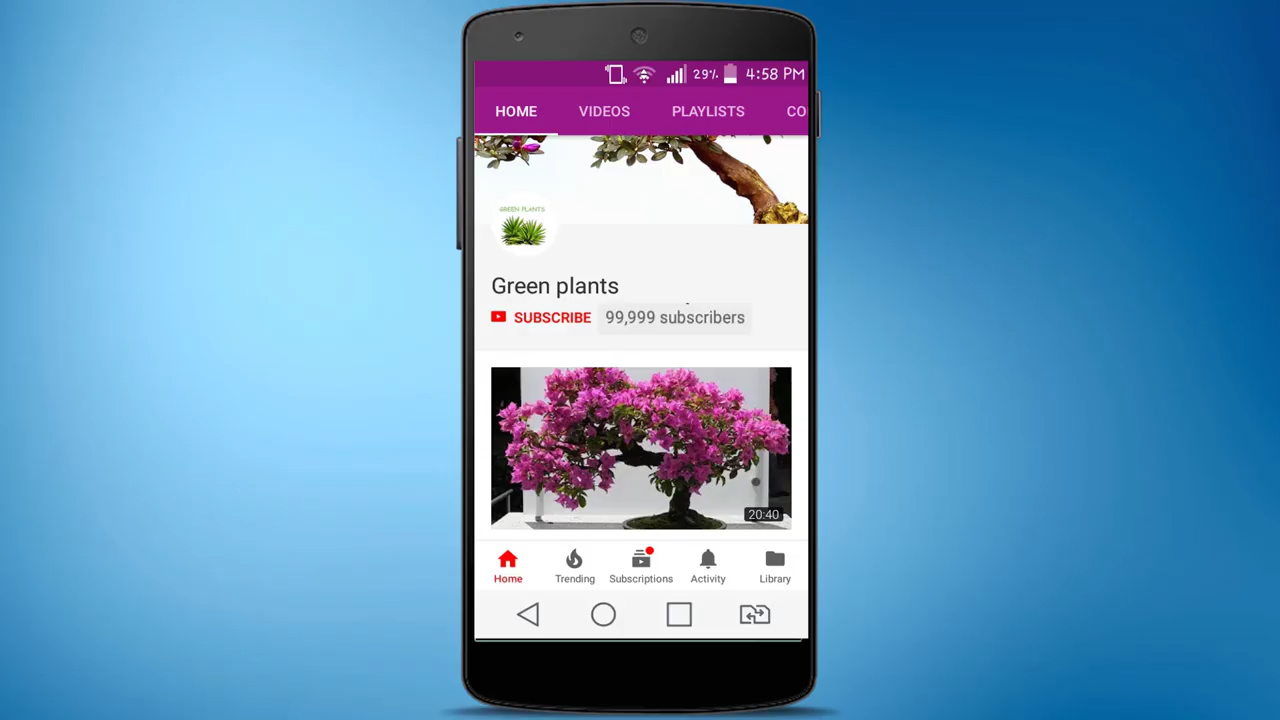 29% 4:58 PM
HOME VIDEOS PLAYLISTS CO
GREEN PLANTS
Green plants
SUBSCRIBE 99,999 subscribers
20:40
Home Trending Subscriptions Activity Library